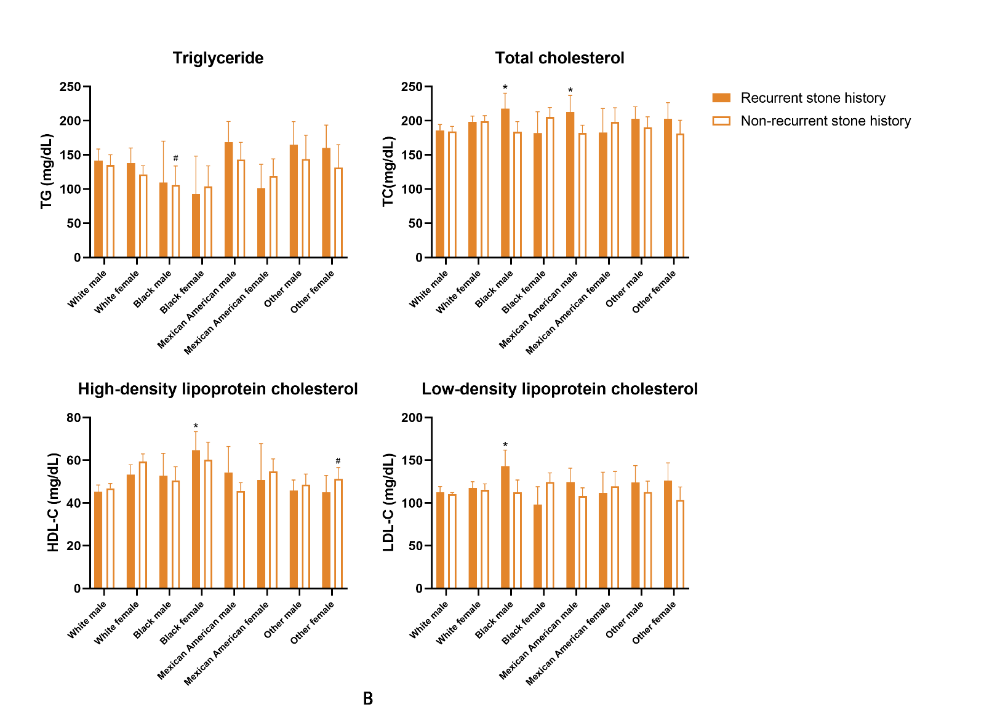 Triglyceride
250
200
150
100
50
0
TG (mg/dL)
#
White male
White female
Black male
Black female
Mexican American male
Mexican American female
Other male
Other female
Total cholesterol
250
200
150
100
50
0
TC(mg/dL)
*
*
White male
White female
Black male
Black female
Mexican American male
Mexican American female
Other male
Other female
Recurrent stone history
Non-recurrent stone history
High-density lipoprotein cholesterol
80
60
40
20
0
HDL-C (mg/dL)
*
#
White male
White female
Black male
Black female
Mexican American male
Mexican American female
Other male
Other female
Low-density lipoprotein cholesterol
200
150
100
50
0
LDL-C (mg/dL)
*
White male
White female
Black male
Black female
Mexican American male
Mexican American female
Other male
Other female
B